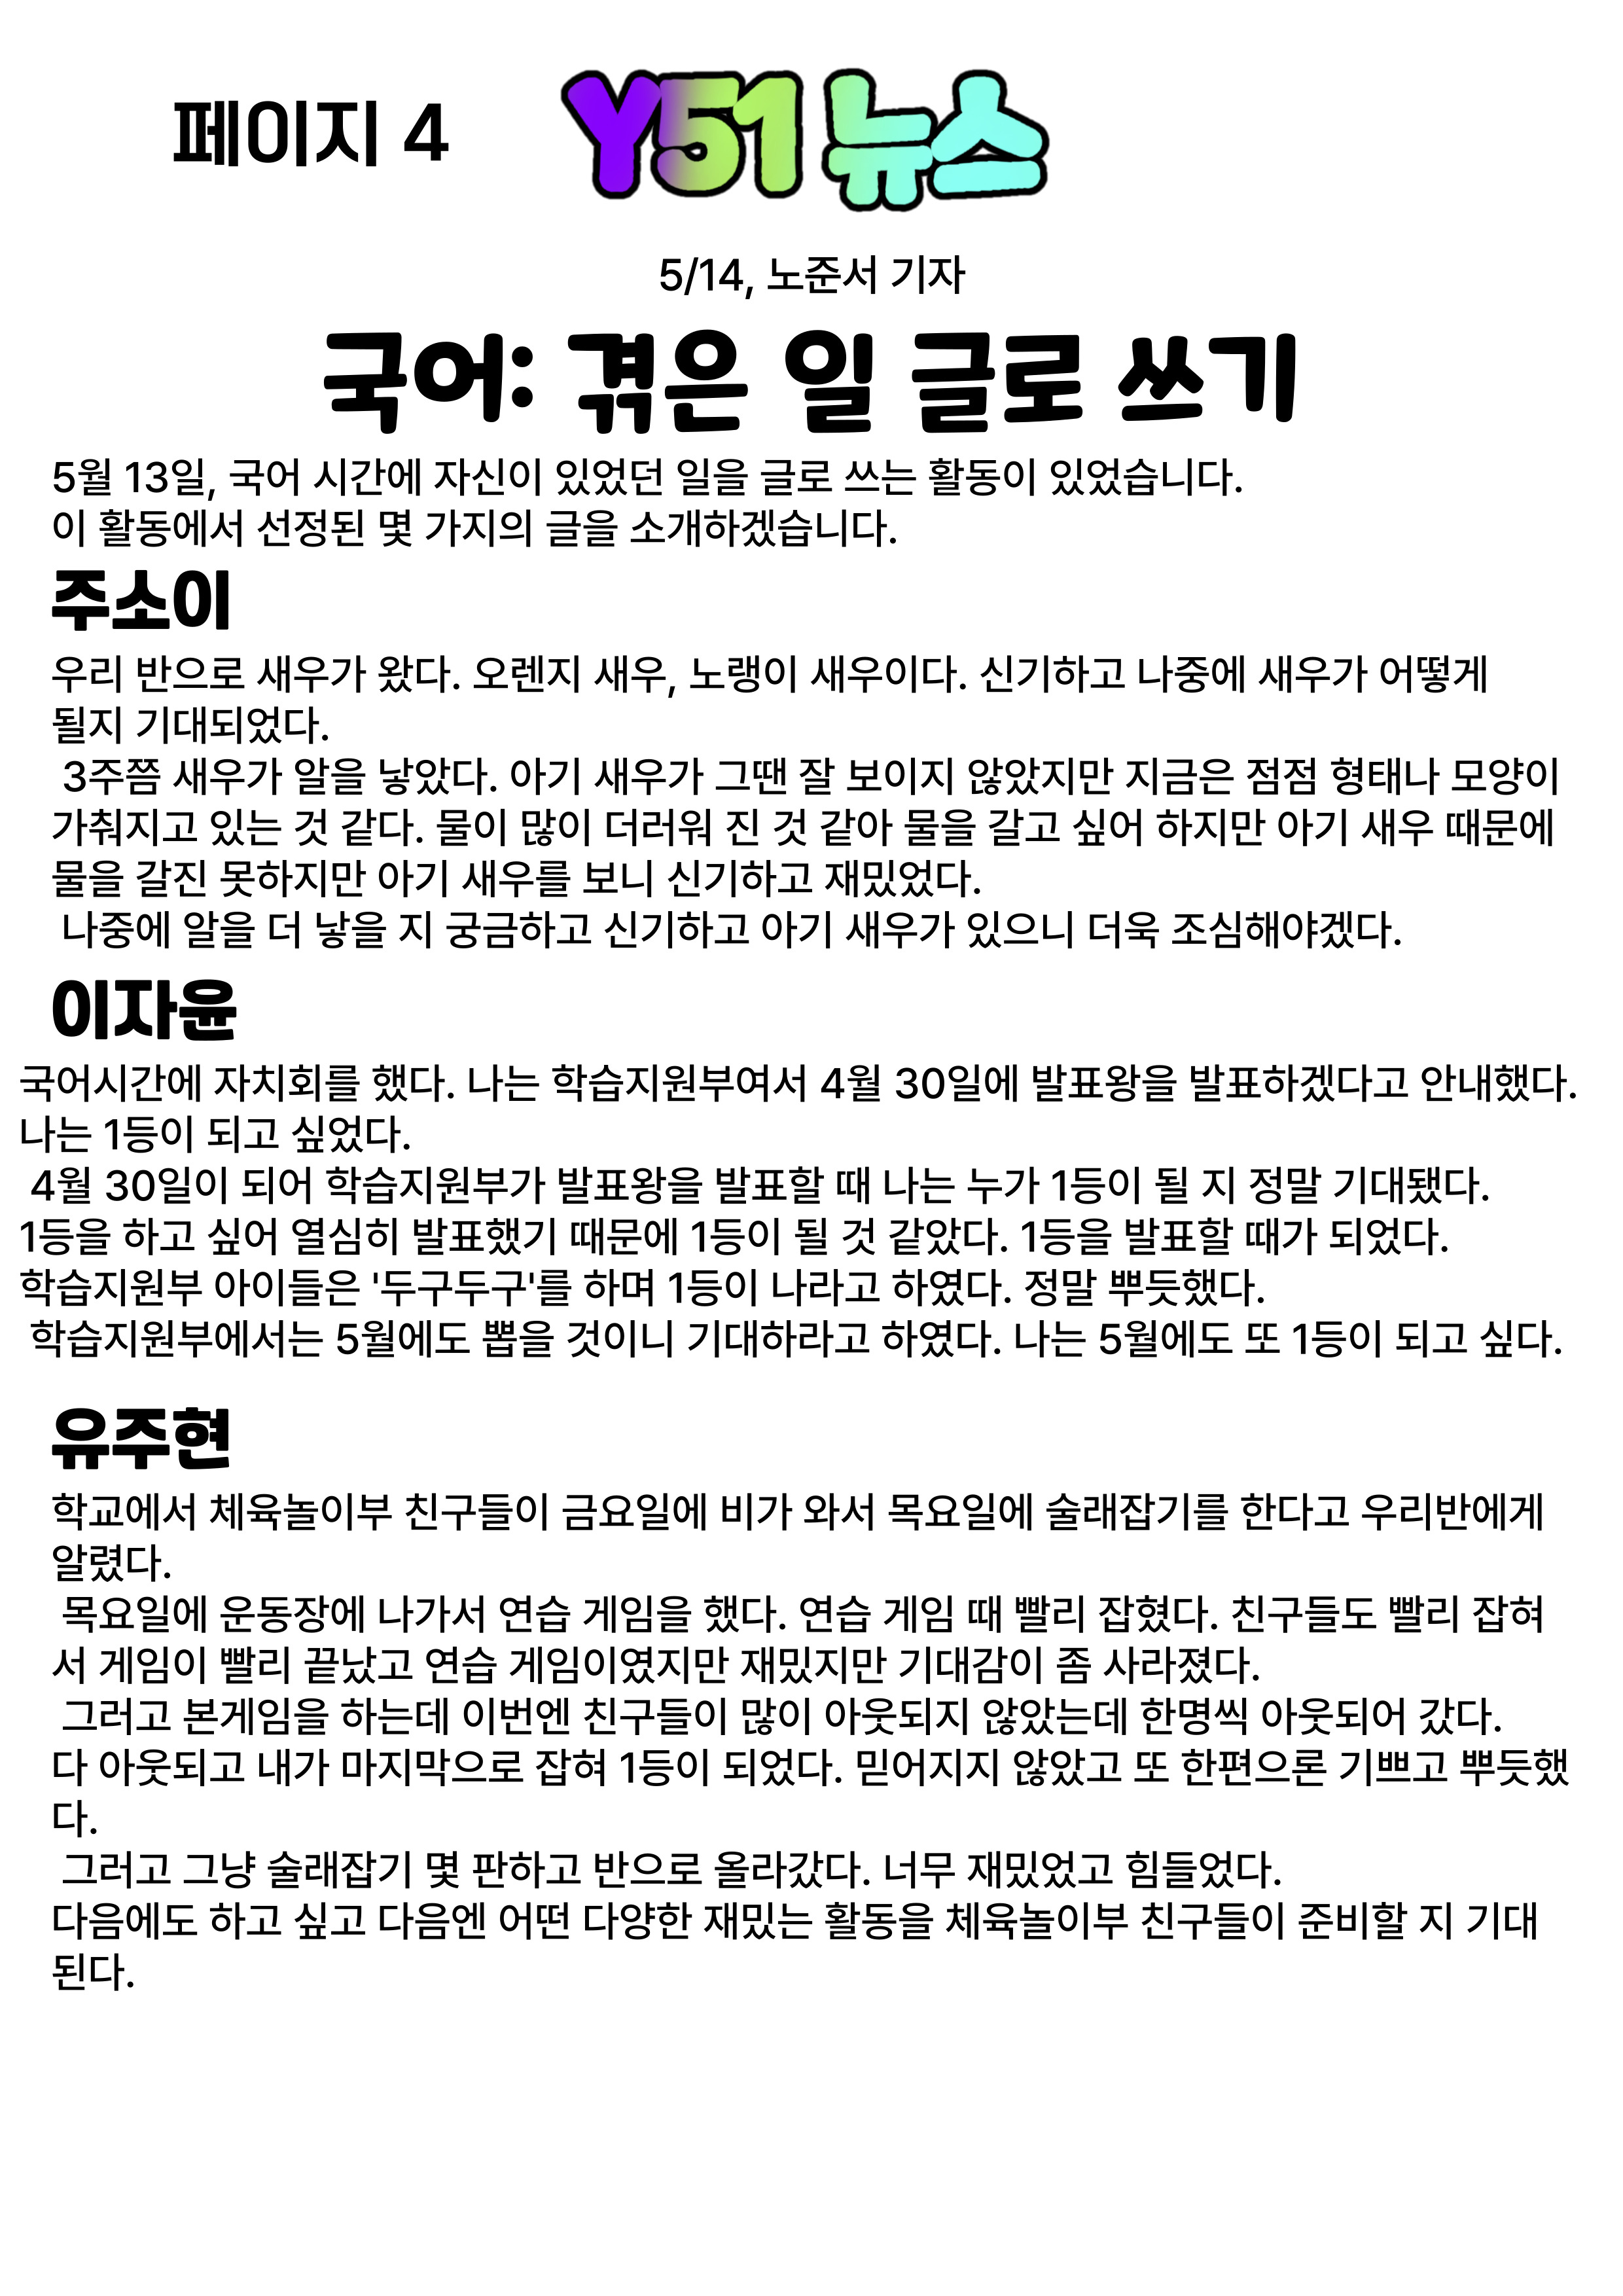 페이지 4
Y51 뉴스
5/14, 노준서 기자
국어: 겪은 일 글로 쓰기
5월 13일, 국어 시간에 자신이 있었던 일을 글로 쓰는 활동이 있었습니다.
이 활동에서 선정된 몇 가지의 글을 소개하겠습니다.
주소이
우리 반으로 새우가 왔다. 오렌지 새우, 노랭이 새우이다. 신기하고 나중에 새우가 어떻게
될지 기대되었다.
3주쯤 새우가 알을 낳았다. 아기 새우가 그땐 잘 보이지 않았지만 지금은 점점 형태나 모양이
가춰지고 있는 것 같다. 물이 많이 더러워 진 것 같아 물을 갈고 싶어 하지만 아기 새우 때문에
물을 갈진 못하지만 아기 새우를 보니 신기하고 재밌었다.
나중에 알을 더 낳을 지 궁금하고 신기하고 아기 새우가 있으니 더욱 조심해야겠다.
이자윤
국어시간에 자치회를 했다. 나는 학습지원부여서 4월 30일에 발표왕을 발표하겠다고 안내했다.
나는 1등이 되고 싶었다.
4월 30일이 되어 학습지원부가 발표왕을 발표할 때 나는 누가 1등이 될 지 정말 기대됐다.
1등을 하고 싶어 열심히 발표했기 때문에 1등이 될 것 같았다. 1등을 발표할 때가 되었다.
학습지원부 아이들은 '두구두구'를 하며 1등이 나라고 하였다. 정말 뿌듯했다.
학습지원부에서는 5월에도 뽑을 것이니 기대하라고 하였다. 나는 5월에도 또 1등이 되고 싶다.
유주현
학교에서 체육놀이부 친구들이 금요일에 비가 와서 목요일에 술래잡기를 한다고 우리반에게
알렸다.
목요일에 운동장에 나가서 연습 게임을 했다. 연습 게임 때 빨리 잡혔다. 친구들도 빨리 잡혀
서 게임이 빨리 끝났고 연습 게임이였지만 재밌지만 기대감이 좀 사라졌다.
그러고 본게임을 하는데 이번엔 친구들이 많이 아웃되지 않았는데 한명씩 아웃되어 갔다.
다 아웃되고 내가 마지막으로 잡혀 1등이 되었다. 믿어지지 않았고 또 한편으론 기쁘고 뿌듯했
다.
그러고 그냥 술래잡기 몇 판하고 반으로 올라갔다. 너무 재밌었고 힘들었다.
다음에도 하고 싶고 다음엔 어떤 다양한 재밌는 활동을 체육놀이부 친구들이 준비할 지 기대
된다.